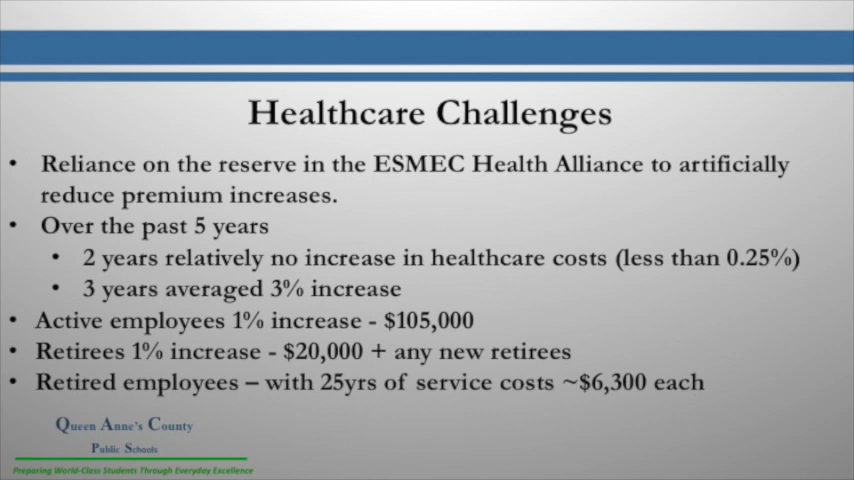 Healthcare Challenges
• Reliance on the reserve in the ESMEC Health Alliance to artificially
reduce premium increases.
• Over the past 5 years
• 2 years relatively no increase in healthcare costs (less than 0.25%)
• 3 years averaged 3% increase
• Active employees 1% increase - $105,000
• Retirees 1% increase - $20,000 + any new retirees
• Retired employees – with 25yrs of service costs ~$6,300 each
Queen Anne's County
Public Schools
Preparing World-Class Students Through Everyday Excellence